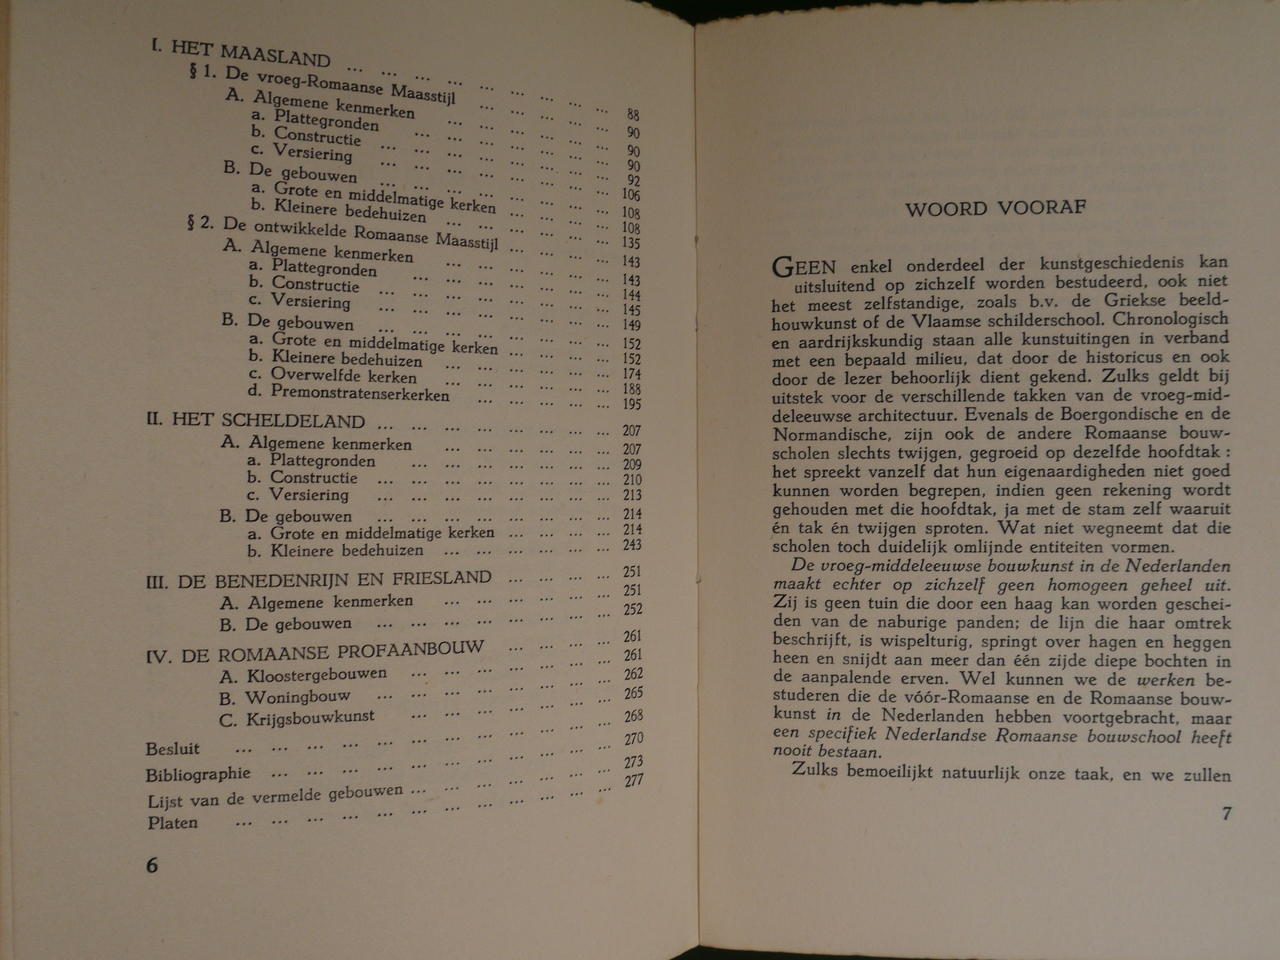 I. HET MAASLAND ... ... ... ... ... ... ... ... 88
§ 1. De vroeg-Romaanse Maasstijl ... ... ... ... ... 90
A. Algemene kenmerken ... ... ... ... ... ... 90
a. Plattegronden ... ... ... ... ... ... 90
b. Constructie ... ... ... ... ... ... ... 92
c. Versiering ... ... ... ... ... ... ... 106
B. De gebouwen ... ... ... ... ... ... ... 108
a. Grote en middelmatige kerken ... ... ... ... 108
b. Kleinere bedehuizen ... ... ... ... ... 135
§ 2. De ontwikkelde Romaanse Maasstijl ... ... ... ... 143
A. Algemene kenmerken ... ... ... ... ... ... 143
a. Plattegronden ... ... ... ... ... ... 144
b. Constructie ... ... ... ... ... ... ... 145
c. Versiering ... ... ... ... ... ... ... 149
B. De gebouwen ... ... ... ... ... ... ... 152
a. Grote en middelmatige kerken ... ... ... ... 152
b. Kleinere bedehuizen ... ... ... ... ... 174
c. Overwelfde kerken ... ... ... ... ... 188
d. Premonstratenserkerken ... ... ... ... ... 195
II. HET SCHELDELAND ... ... ... ... ... ... ... 207
A. Algemene kenmerken ... ... ... ... ... 207
a. Plattegronden ... ... ... ... ... ... 209
b. Constructie ... ... ... ... ... ... ... 210
c. Versiering ... ... ... ... ... ... ... 213
B. De gebouwen ... ... ... ... ... ... ... 214
a. Grote en middelmatige kerken ... ... ... ... 214
b. Kleinere bedehuizen ... ... ... ... ... 243
III. DE BENEDENRIJN EN FRIESLAND ... ... ... ... 251
A. Algemene kenmerken ... ... ... ... ... 251
B. De gebouwen ... ... ... ... ... ... ... 252
IV. DE ROMAANSE PROFAANBOUW ... ... ... ... 261
A. Kloostergebouwen ... ... ... ... ... ... 261
B. Woningbouw ... ... ... ... ... ... ... 262
C. Krijgsbouwkunst ... ... ... ... ... ... 265
Besluit ... ... ... ... ... ... ... ... ... ... ... 268
Bibliographie ... ... ... ... ... ... ... ... ... ... 270
Lijst van de vermelde gebouwen ... ... ... ... ... ... 273
Platen ... ... ... ... ... ... ... ... ... ... ... 277
6
WOORD VOORAF
GEEN enkel onderdeel der kunstgeschiedenis kan
uitsluitend op zichzelf worden bestudeerd, ook niet
het meest zelfstandige, zoals b.v. de Griekse beeld-
houwkunst of de Vlaamse schilderschool. Chronologisch
en aardrijkskundig staan alle kunstuitingen in verband
met een bepaald milieu, dat door de historicus en ook
door de lezer behoorlijk dient gekend. Zulks geldt bij
uitstek voor de verschillende takken van de vroeg-mid-
deleeuwse architectuur. Evenals de Boergondische en de
Normandische, zijn ook de andere Romaanse bouw-
scholen slechts twijgen, gegroeid op dezelfde hoofdtak :
het spreekt vanzelf dat hun eigenaardigheden niet goed
kunnen worden begrepen, indien geen rekening wordt
gehouden met die hoofdtak, ja met de stam zelf waaruit
én tak én twijgen sproten. Wat niet wegneemt dat die
scholen toch duidelijk omlijnde entiteiten vormen.
De vroeg-middeleeuwse bouwkunst in de Nederlanden
maakt echter op zichzelf geen homogeen geheel uit.
Zij is geen tuin die door een haag kan worden geschei-
den van de naburige panden; de lijn die haar omtrek
beschrijft, is wispelturig, springt over hagen en heggen
heen en snijdt aan meer dan één zijde diepe bochten in
de aanpalende erven. Wel kunnen we de werken be-
studeren die de vóór-Romaanse en de Romaanse bouw-
kunst in de Nederlanden hebben voortgebracht, maar
een specifiek Nederlandse Romaanse bouwschool heeft
nooit bestaan.
Zulks bemoeilijkt natuurlijk onze taak, en we zullen
7